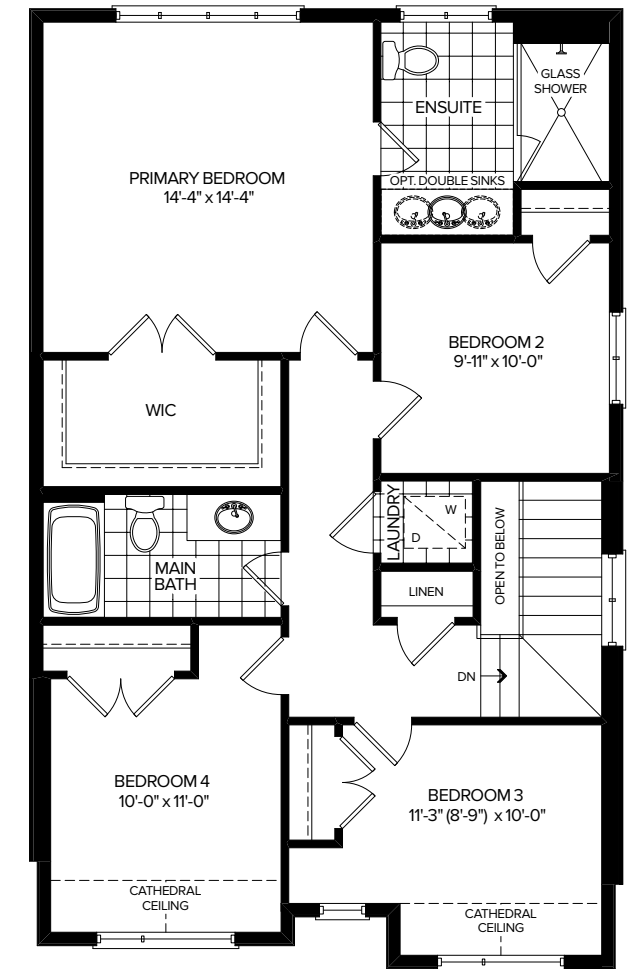 GLASS
SHOWER
ENSUITE
PRIMARY BEDROOM
14'-4" x 14'-4"
OPT. DOUBLE SINKS
BEDROOM 2
9'-11" x 10'-0"
WIC
LAUNDRY
W
D
OPEN TO BELOW
MAIN
BATH
LINEN
DN
BEDROOM 4
10'-0" x 11'-0"
BEDROOM 3
11'-3" (8'-9") x 10'-0"
CATHEDRAL
CEILING
CATHEDRAL
CEILING